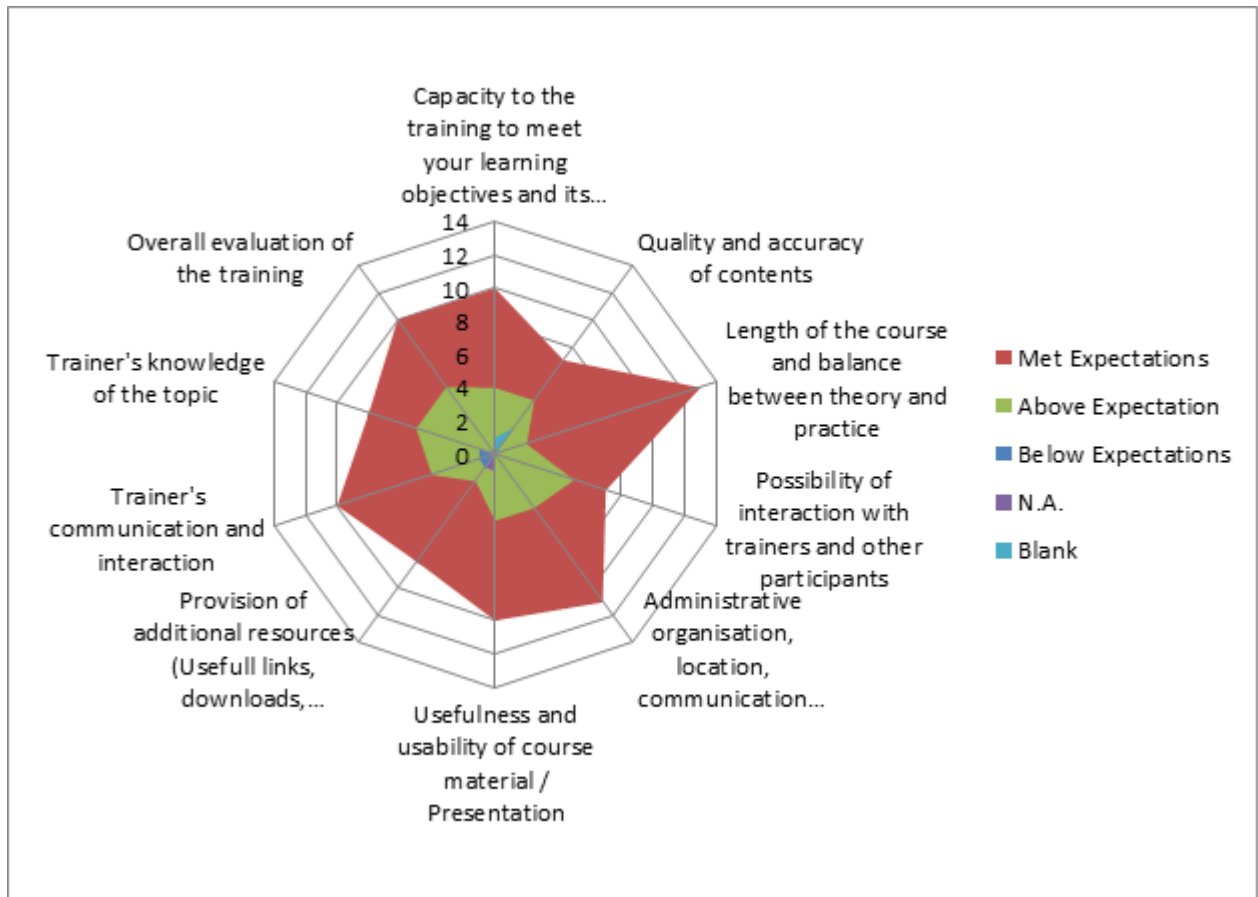 Capacity to the
training to meet
your learning
objectives and its...
Quality and accuracy
of contents
Length of the course
and balance
between theory and
practice
Possibility of
interaction with
trainers and other
participants
Administrative
organisation,
location,
communication...
Usefulness and
usability of course
material /
Presentation
Provision of
additional resources
(Usefull links,
downloads,...
Trainer's
communication and
interaction
Trainer's knowledge
of the topic
Overall evaluation of
the training
14
12
10
8
6
4
2
0
Met Expectations
Above Expectation
Below Expectations
N.A.
Blank